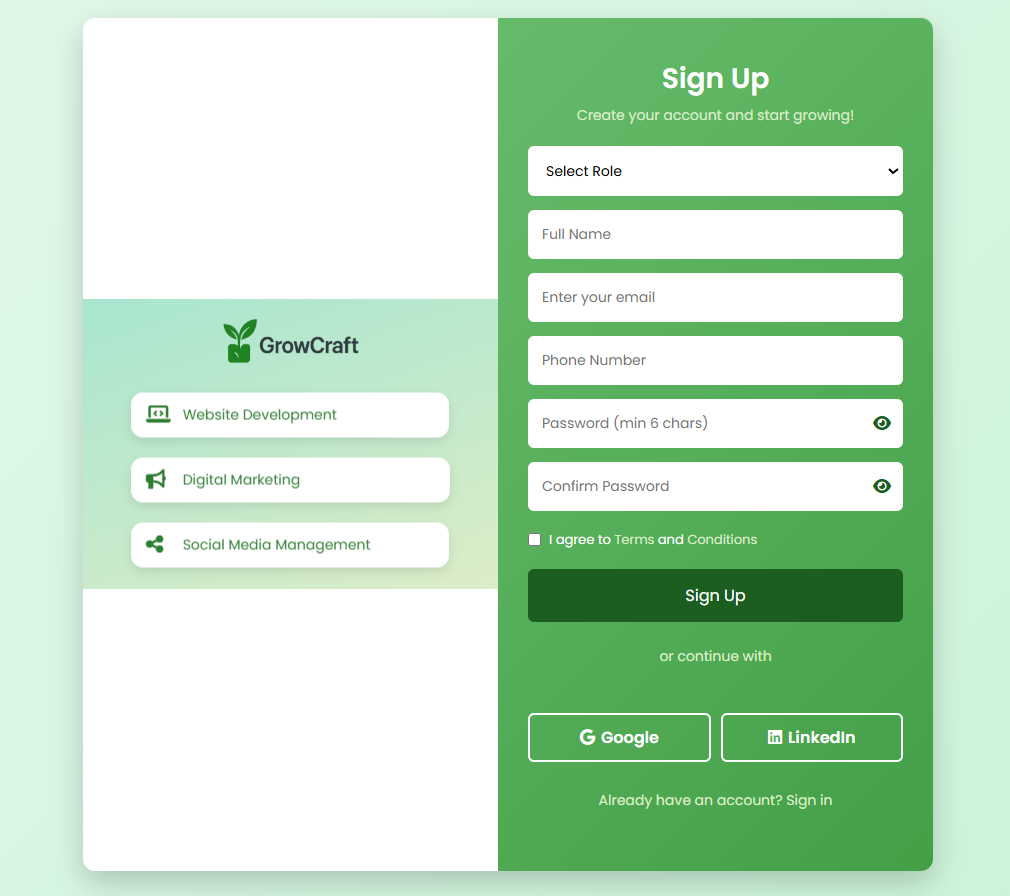 GrowCraft
Website Development
Digital Marketing
Social Media Management
Sign Up
Create your account and start growing!
Select Role
Full Name
Enter your email
Phone Number
Password (min 6 chars)
Confirm Password
I agree to Terms and Conditions
Sign Up
or continue with
Google
LinkedIn
Already have an account? Sign in